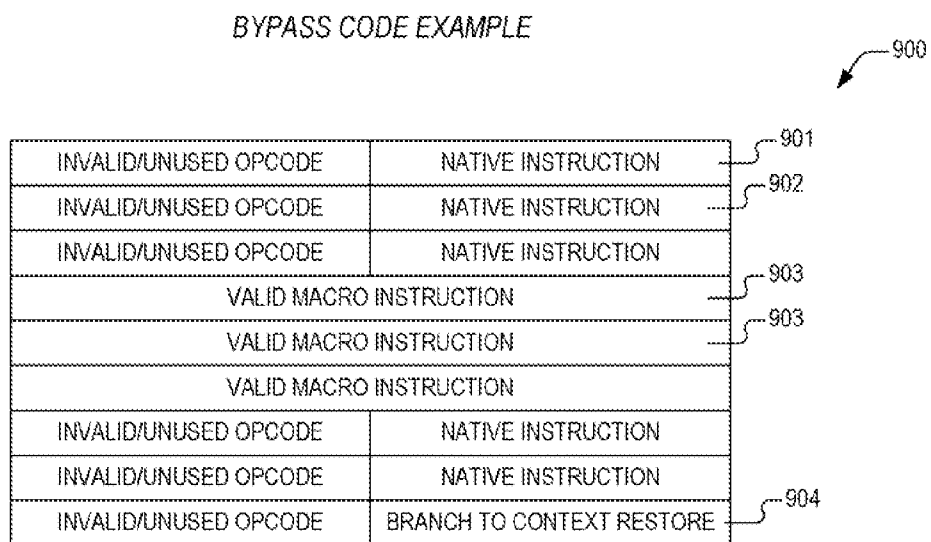 BYPASS CODE EXAMPLE
900
INVALID/UNUSED OPCODE NATIVE INSTRUCTION 901
INVALID/UNUSED OPCODE NATIVE INSTRUCTION 902
INVALID/UNUSED OPCODE NATIVE INSTRUCTION
VALID MACRO INSTRUCTION 903
VALID MACRO INSTRUCTION 903
VALID MACRO INSTRUCTION
INVALID/UNUSED OPCODE NATIVE INSTRUCTION
INVALID/UNUSED OPCODE NATIVE INSTRUCTION
INVALID/UNUSED OPCODE BRANCH TO CONTEXT RESTORE 904